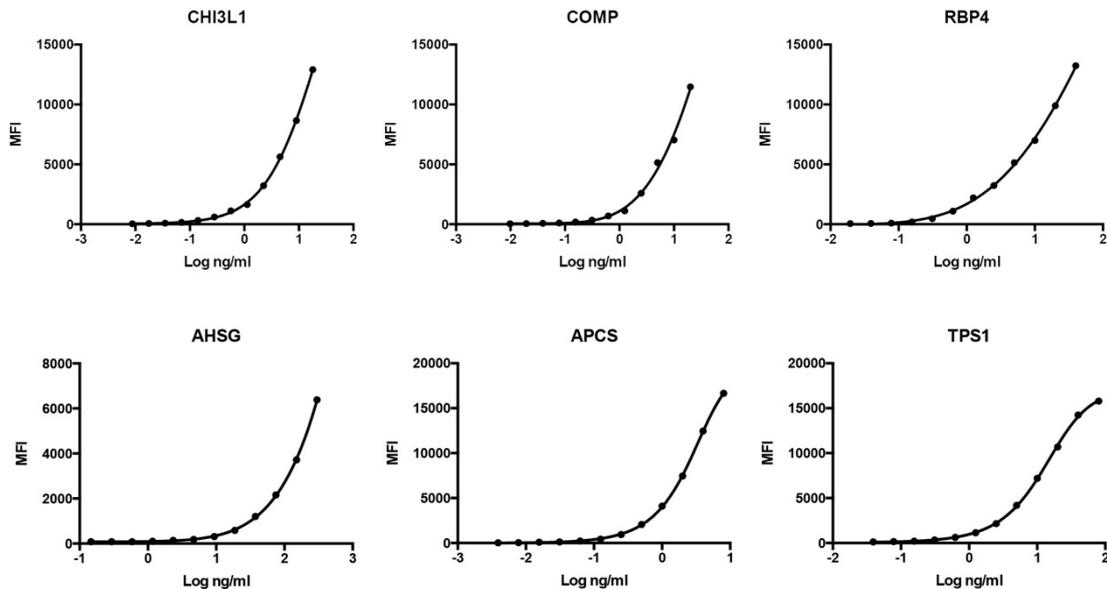 CHI3L1
15000
10000
5000
0
MFI
-3 -2 -1 0 1 2
Log ng/ml
COMP
15000
10000
5000
0
MFI
-3 -2 -1 0 1 2
Log ng/ml
RBP4
15000
10000
5000
0
MFI
-2 -1 0 1 2
Log ng/ml
AHSG
8000
6000
4000
2000
0
MFI
-1 0 1 2 3
Log ng/ml
APCS
20000
15000
10000
5000
0
MFI
-3 -2 -1 0 1
Log ng/ml
TPS1
20000
15000
10000
5000
0
MFI
-2 -1 0 1 2
Log ng/ml